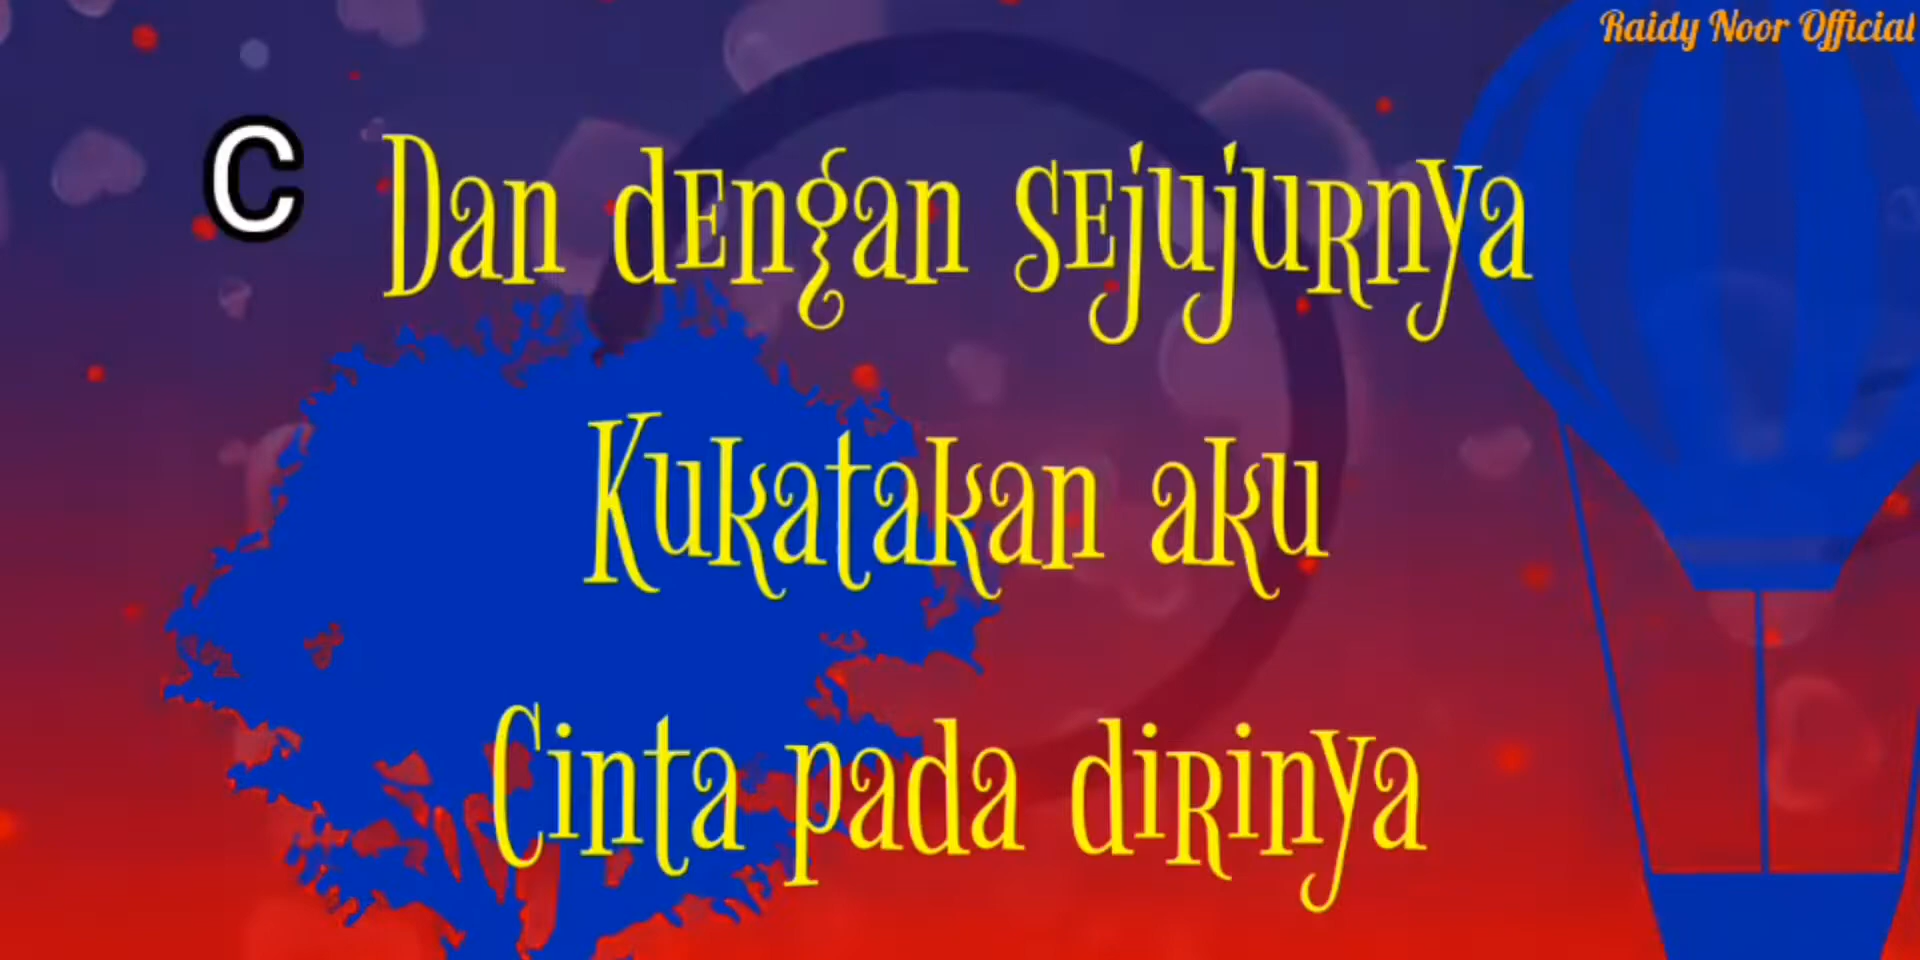 Raidy Noor Official
C
Dan dengan sejujurnya
Kukatakan aku
Cinta pada dirinya